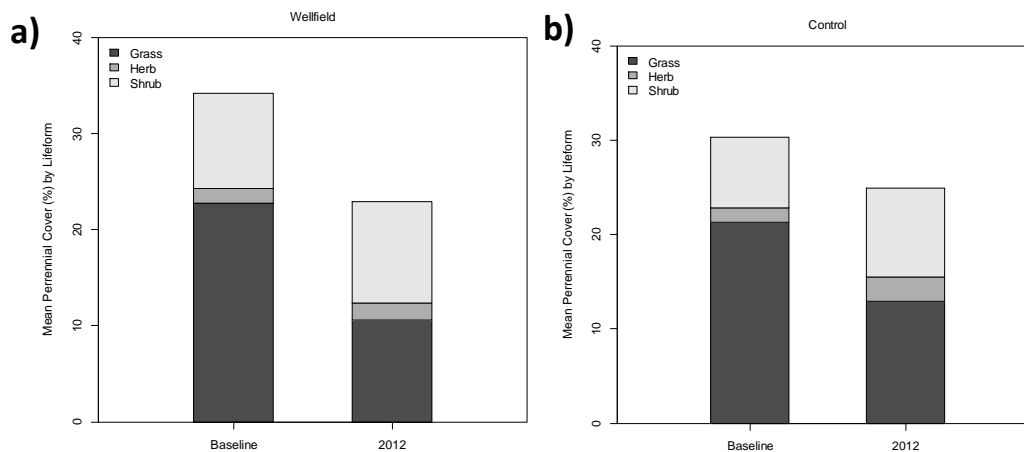 a)
Wellfield
Grass
Herb
Shrub
Mean Perrennial Cover (%) by Lifeform
0
10
20
30
40
Baseline
2012
b)
Control
Grass
Herb
Shrub
Mean Perrennial Cover (%) by Lifeform
0
10
20
30
40
Baseline
2012